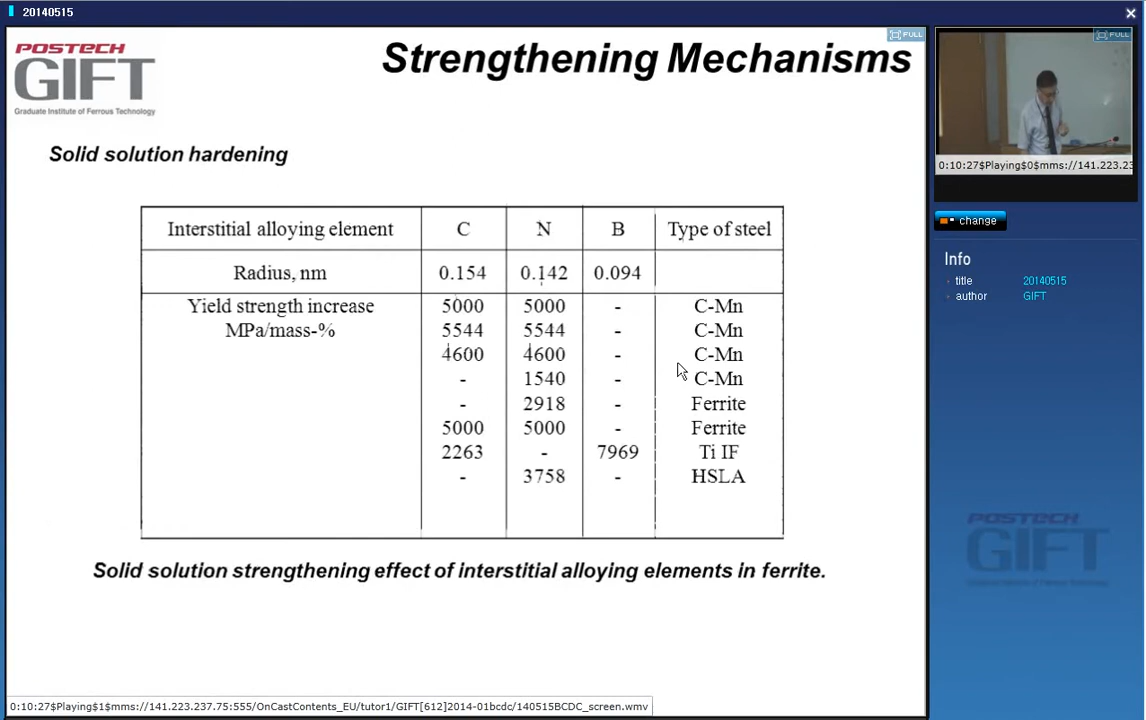 20140515
POSTECH
GIFT
Graduate Institute of Ferrous Technology
Strengthening Mechanisms
Solid solution hardening
Interstitial alloying element C N B Type of steel
Radius, nm 0.154 0.142 0.094
Yield strength increase 5000 5000 - C-Mn
MPa/mass-% 5544 5544 - C-Mn
4600 4600 - C-Mn
- 1540 - C-Mn
- 2918 - Ferrite
5000 5000 - Ferrite
2263 - 7969 Ti IF
- 3758 - HSLA
Solid solution strengthening effect of interstitial alloying elements in ferrite.
0:10:27$Playing$1$mms://141.223.237.75:555/OnCastContents_EU/tutor1/GIFT[612]2014-01bcdc/140515BCDC_screen.wmv
FULL
FULL
0:10:27$Playing$0$mms://141.223.23
change
Info
title 20140515
author GIFT
POSTECH
GIFT